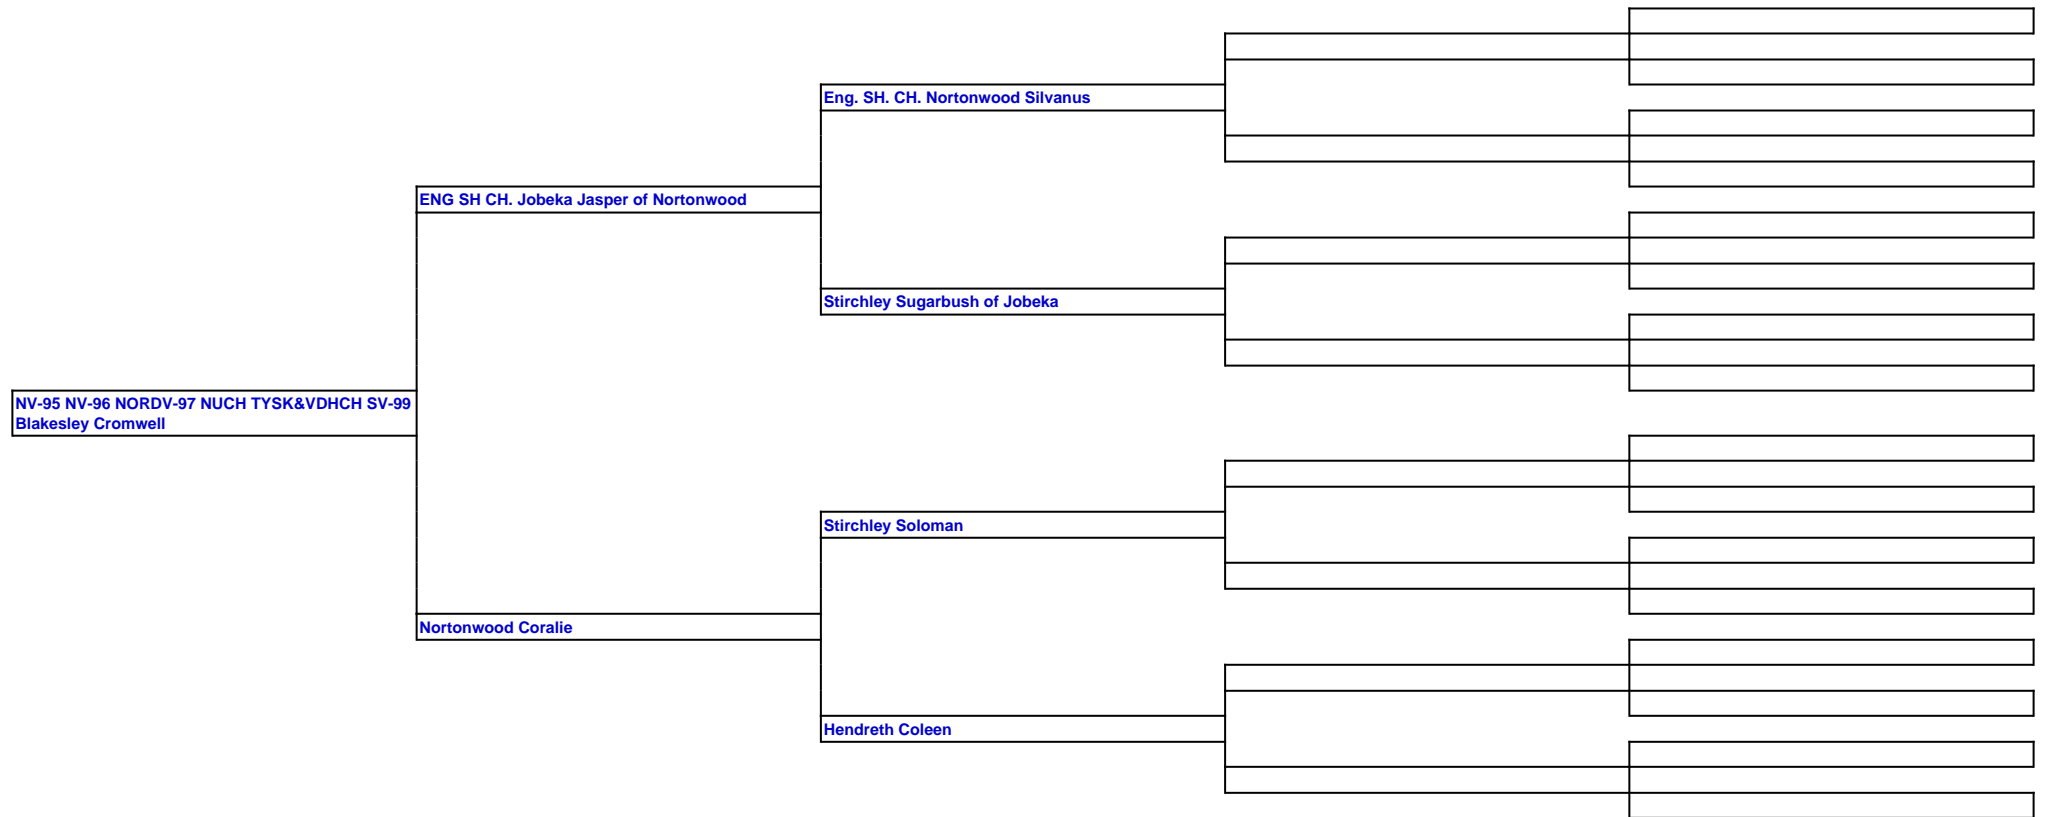 Eng. SH. CH. Nortonwood Silvanus
ENG SH CH. Jobeka Jasper of Nortonwood
Stirchley Sugarbush of Jobeka
NV-95 NV-96 NORDV-97 NUCH TYSK&VDHCH SV-99
Blakesley Cromwell
Stirchley Soloman
Nortonwood Coralie
Hendreth Coleen